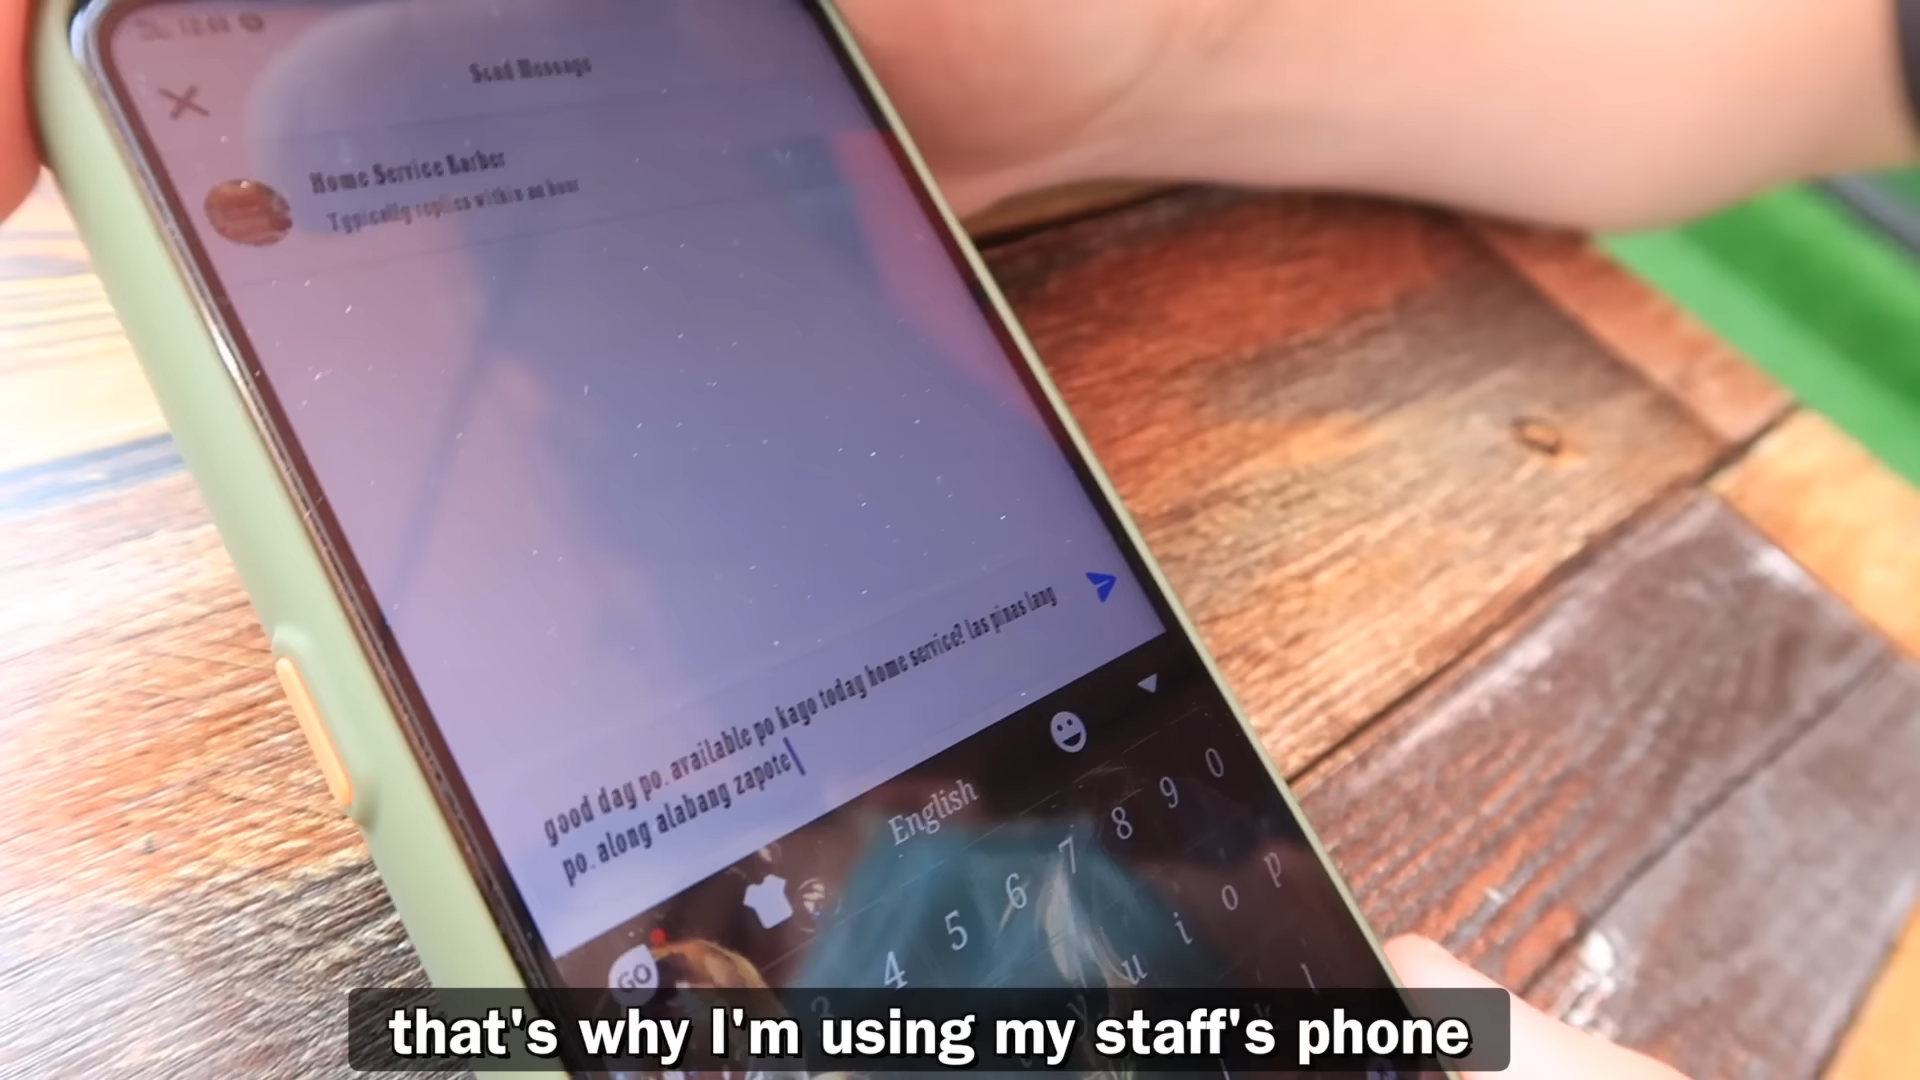 Send Message
Home Service Barber
Typically replies within an hour
good day po. available po kayo today home service? las pinas lang
po. along alabang zapote
English
GO
4 5 6 7 8 9 0
u i o p
l
that's why I'm using my staff's phone